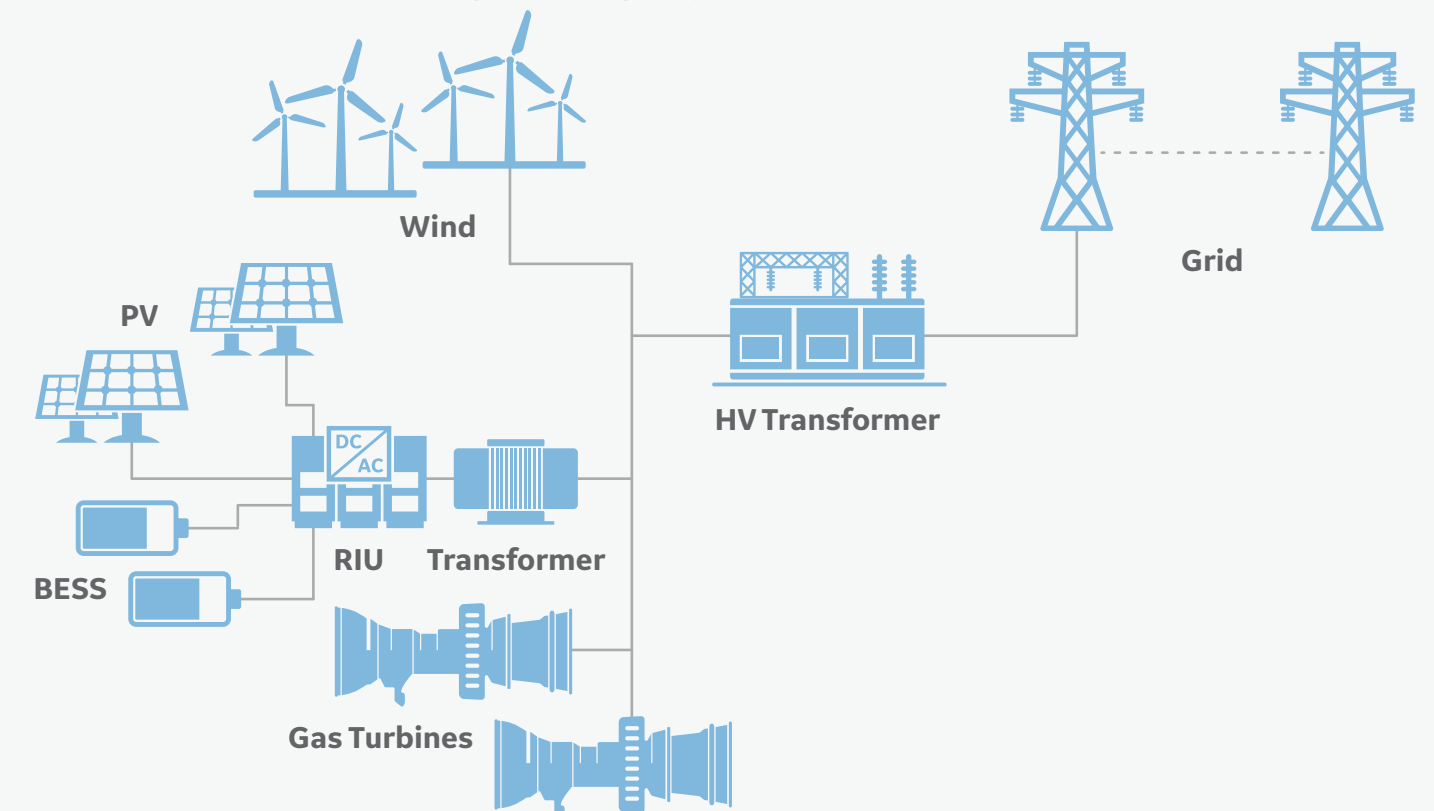 Wind
Grid
PV
HV Transformer
DC
AC
RIU
Transformer
BESS
Gas Turbines